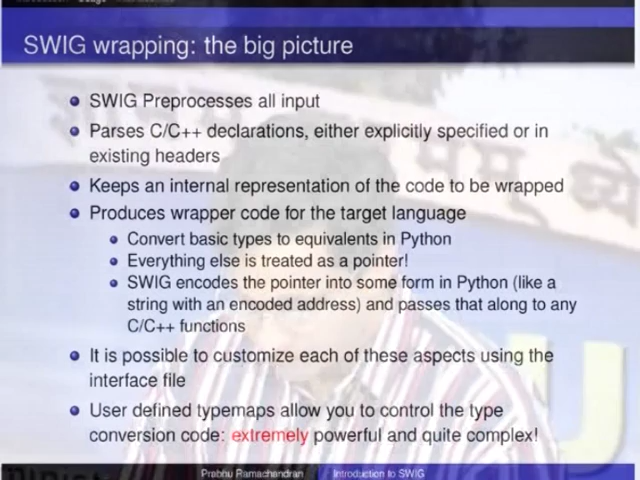 SWIG wrapping: the big picture
SWIG Preprocesses all input
Parses C/C++ declarations, either explicitly specified or in
existing headers
Keeps an internal representation of the code to be wrapped
Produces wrapper code for the target language
Convert basic types to equivalents in Python
Everything else is treated as a pointer!
SWIG encodes the pointer into some form in Python (like a
string with an encoded address) and passes that along to any
C/C++ functions
It is possible to customize each of these aspects using the
interface file
User defined typemaps allow you to control the type
conversion code: extremely powerful and quite complex!
Prabhu Ramachandran Introduction to SWIG